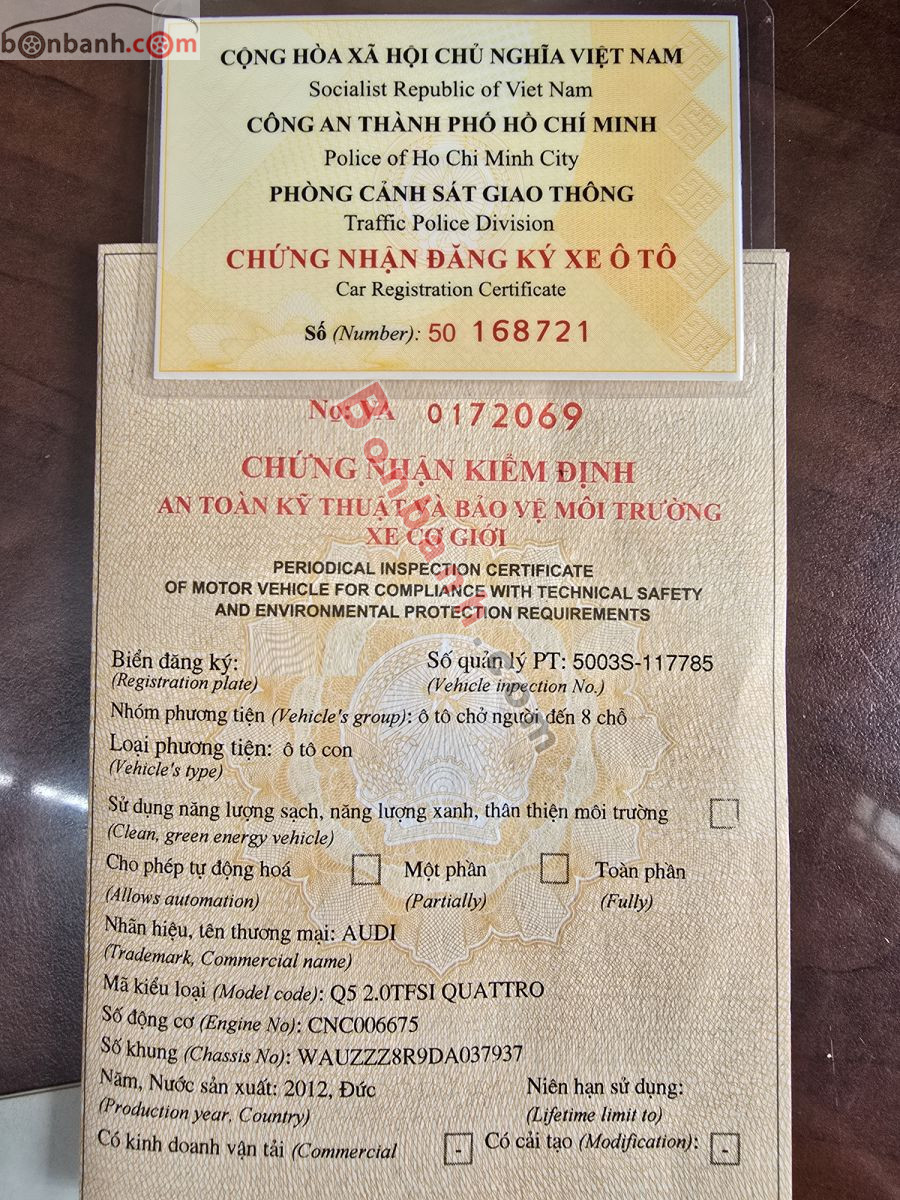 bonbanh.com
CỘNG HÒA XÃ HỘI CHỦ NGHĨA VIỆT NAM
Socialist Republic of Viet Nam
CÔNG AN THÀNH PHỐ HỒ CHÍ MINH
Police of Ho Chi Minh City
PHÒNG CẢNH SÁT GIAO THÔNG
Traffic Police Division
CHỨNG NHẬN ĐĂNG KÝ XE Ô TÔ
Car Registration Certificate
Số (Number): 50 168721
No: VA 0172069
CHỨNG NHẬN KIỂM ĐỊNH
AN TOÀN KỸ THUẬT VÀ BẢO VỆ MÔI TRƯỜNG
XE CƠ GIỚI
PERIODICAL INSPECTION CERTIFICATE
OF MOTOR VEHICLE FOR COMPLIANCE WITH TECHNICAL SAFETY
AND ENVIRONMENTAL PROTECTION REQUIREMENTS
Bonbanh.com
Biển đăng ký: Số quản lý PT: 5003S-117785
(Registration plate) (Vehicle inpection No.)
Nhóm phương tiện (Vehicle's group): ô tô chở người đến 8 chỗ
Loại phương tiện: ô tô con
(Vehicle's type)
Sử dụng năng lượng sạch, năng lượng xanh, thân thiện môi trường
(Clean, green energy vehicle)
Cho phép tự động hoá Một phần Toàn phần
(Allows automation) (Partially) (Fully)
Nhãn hiệu, tên thương mại: AUDI
(Trademark, Commercial name)
Mã kiểu loại (Model code): Q5 2.0TFSI QUATTRO
Số động cơ (Engine No): CNC006675
Số khung (Chassis No): WAUZZZ8R9DA037937
Năm, Nước sản xuất: 2012, Đức Niên hạn sử dụng:
(Production year, Country) (Lifetime limit to)
Có kinh doanh vận tải (Commercial - Có cải tạo (Modification): -